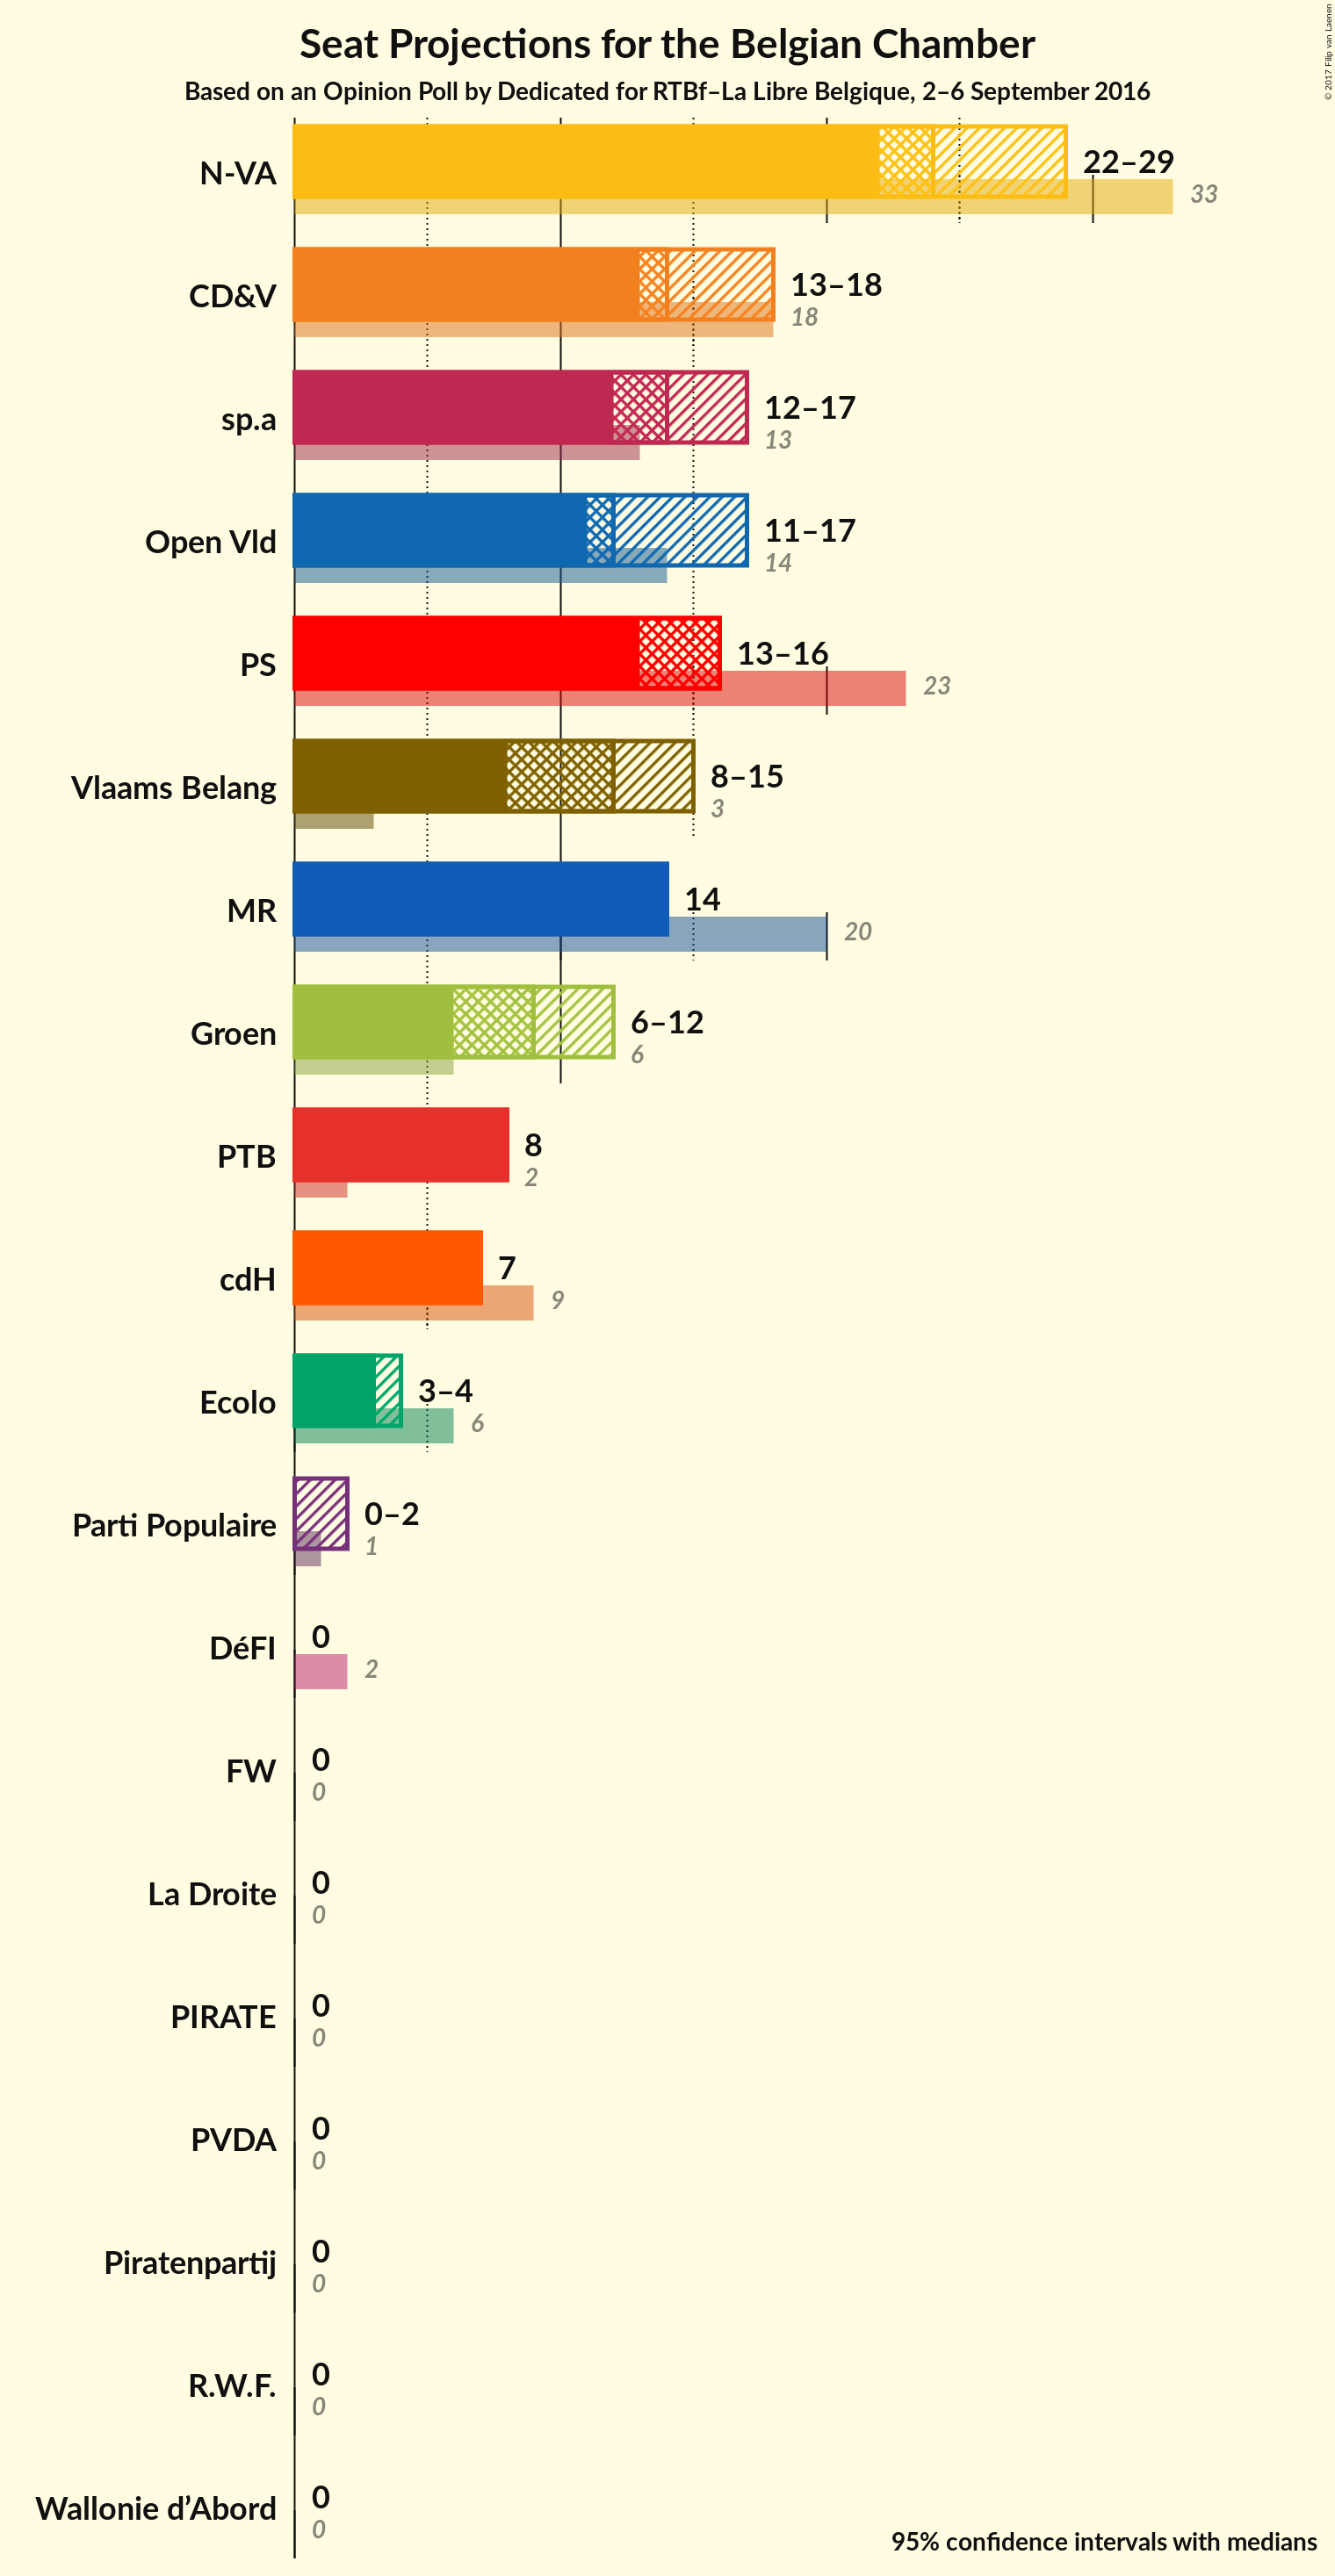 Seat Projections for the Belgian Chamber
Based on an Opinion Poll by Dedicated for RTBf–La Libre Belgique, 2–6 September 2016
© 2017 Filip van Laenen
N-VA
22–29
33
CD&V
13–18
18
sp.a
12–17
13
Open Vld
11–17
14
PS
13–16
23
Vlaams Belang
8–15
3
MR
14
20
Groen
6–12
6
PTB
8
2
cdH
7
9
Ecolo
3–4
6
Parti Populaire
0–2
1
DéFI
0
2
FW
0
0
La Droite
0
0
PIRATE
0
0
PVDA
0
0
Piratenpartij
0
0
R.W.F.
0
0
Wallonie d’Abord
0
0
95% confidence intervals with medians